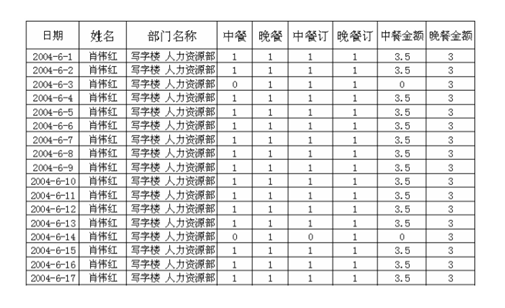 日期 姓名 部门名称 中餐 晚餐 中餐订 晚餐订 中餐金额 晚餐金额
2004-6-1 肖伟红 写字楼 人力资源部 1 1 1 1 3.5 3
2004-6-2 肖伟红 写字楼 人力资源部 1 1 1 1 3.5 3
2004-6-3 肖伟红 写字楼 人力资源部 0 1 1 1 0 3
2004-6-4 肖伟红 写字楼 人力资源部 1 1 1 1 3.5 3
2004-6-5 肖伟红 写字楼 人力资源部 1 1 1 1 3.5 3
2004-6-6 肖伟红 写字楼 人力资源部 1 1 1 1 3.5 3
2004-6-7 肖伟红 写字楼 人力资源部 1 1 1 1 3.5 3
2004-6-8 肖伟红 写字楼 人力资源部 1 1 1 1 3.5 3
2004-6-9 肖伟红 写字楼 人力资源部 1 1 1 1 3.5 3
2004-6-10 肖伟红 写字楼 人力资源部 1 1 1 1 3.5 3
2004-6-11 肖伟红 写字楼 人力资源部 1 1 1 1 3.5 3
2004-6-12 肖伟红 写字楼 人力资源部 1 1 1 1 3.5 3
2004-6-13 肖伟红 写字楼 人力资源部 1 1 1 1 3.5 3
2004-6-14 肖伟红 写字楼 人力资源部 0 1 0 1 0 3
2004-6-15 肖伟红 写字楼 人力资源部 1 1 1 1 3.5 3
2004-6-16 肖伟红 写字楼 人力资源部 1 1 1 1 3.5 3
2004-6-17 肖伟红 写字楼 人力资源部 1 1 1 1 3.5 3